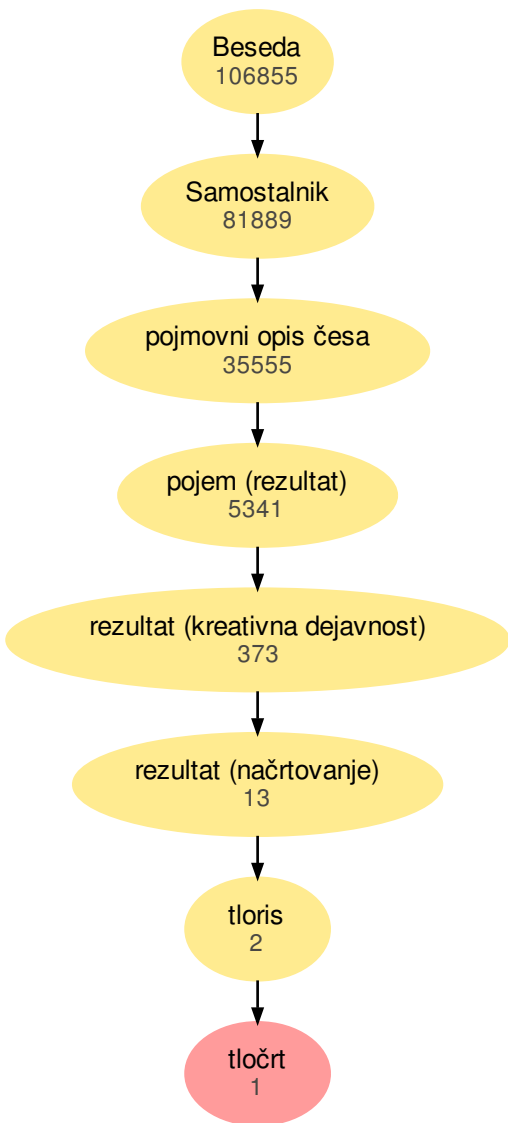 Beseda
106855
Samostalnik
81889
pojmovni opis česa
35555
pojem (rezultat)
5341
rezultat (kreativna dejavnost)
373
rezultat (načrtovanje)
13
tloris
2
tločrt
1